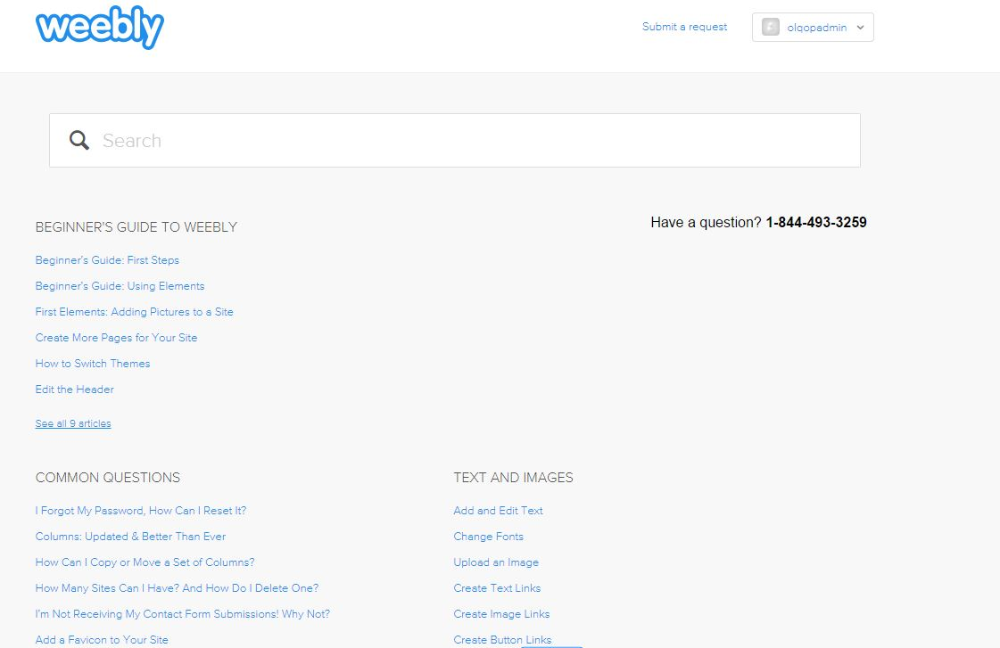 weebly
Submit a request
olqopadmin
Search
BEGINNER'S GUIDE TO WEEBLY
Beginner's Guide: First Steps
Beginner's Guide: Using Elements
First Elements: Adding Pictures to a Site
Create More Pages for Your Site
How to Switch Themes
Edit the Header
See all 9 articles
Have a question? 1-844-493-3259
COMMON QUESTIONS
I Forgot My Password, How Can I Reset It?
Columns: Updated & Better Than Ever
How Can I Copy or Move a Set of Columns?
How Many Sites Can I Have? And How Do I Delete One?
I'm Not Receiving My Contact Form Submissions! Why Not?
Add a Favicon to Your Site
TEXT AND IMAGES
Add and Edit Text
Change Fonts
Upload an Image
Create Text Links
Create Image Links
Create Button Links